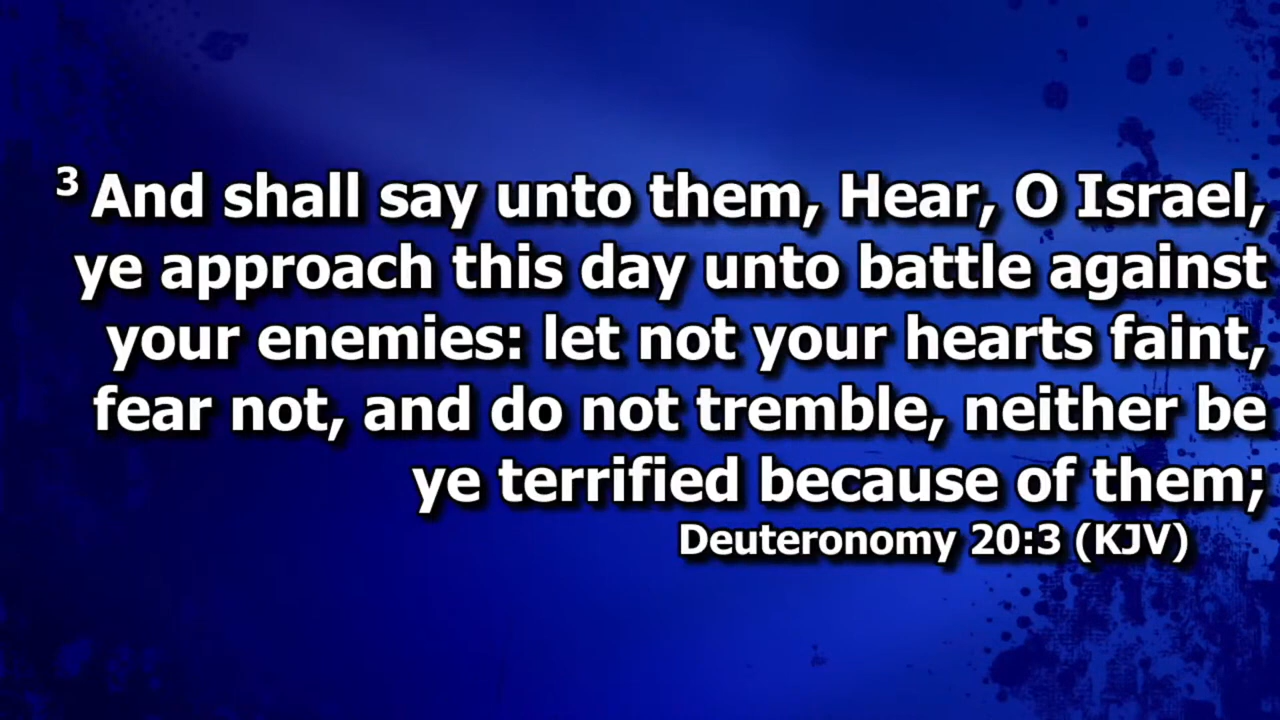 3 And shall say unto them, Hear, O Israel,
ye approach this day unto battle against
your enemies: let not your hearts faint,
fear not, and do not tremble, neither be
ye terrified because of them;
Deuteronomy 20:3 (KJV)